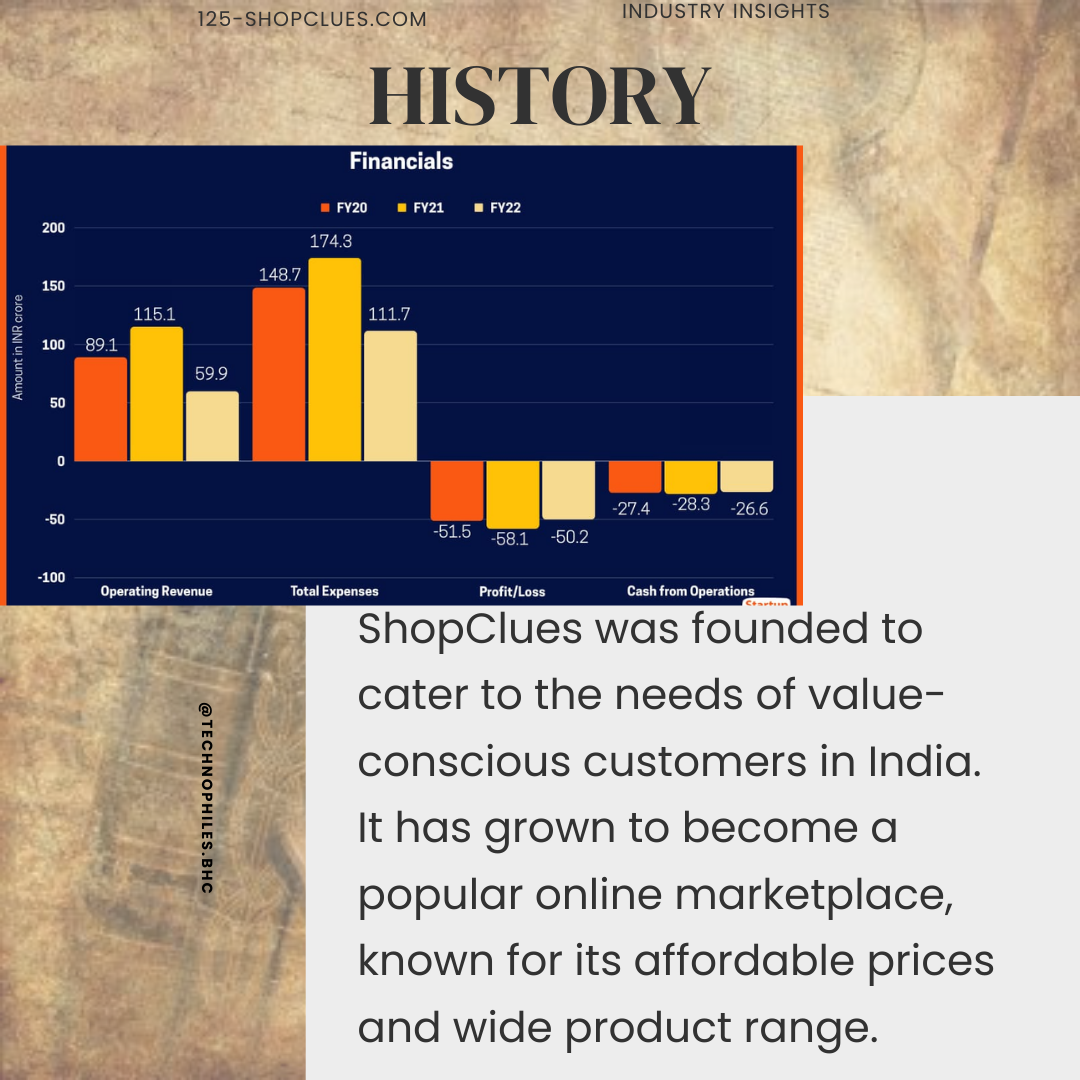 125-SHOPCLUES.COM
INDUSTRY INSIGHTS
HISTORY
Financials
FY20 FY21 FY22
Amount in INR crore
200
150
100
50
0
-50
-100
89.1 115.1 59.9
148.7 174.3 111.7
-51.5 -58.1 -50.2
-27.4 -28.3 -26.6
Operating Revenue Total Expenses Profit/Loss Cash from Operations
Startup
ShopClues was founded to
cater to the needs of value-
conscious customers in India.
It has grown to become a
popular online marketplace,
known for its affordable prices
and wide product range.
@TECHNOPHILES.BHC